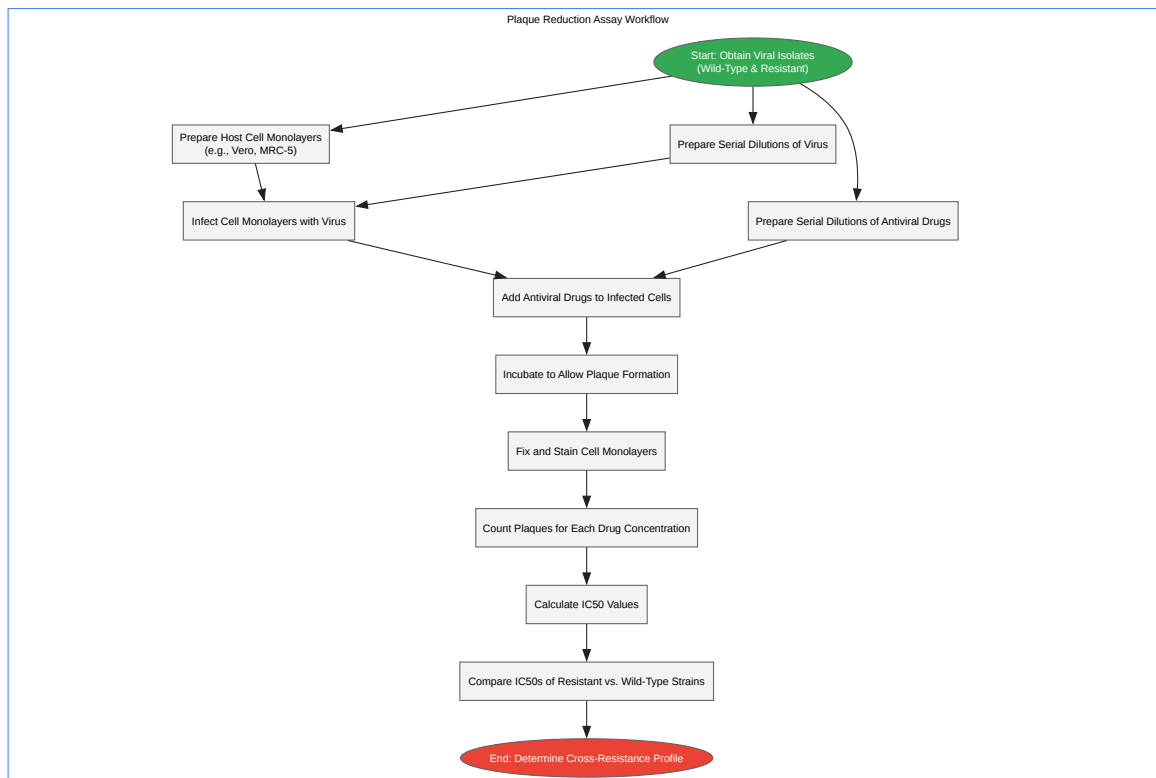 Plaque Reduction Assay Workflow
Start: Obtain Viral Isolates
(Wild-Type & Resistant)
Prepare Host Cell Monolayers
(e.g., Vero, MRC-5)
Prepare Serial Dilutions of Virus
Infect Cell Monolayers with Virus
Prepare Serial Dilutions of Antiviral Drugs
Add Antiviral Drugs to Infected Cells
Incubate to Allow Plaque Formation
Fix and Stain Cell Monolayers
Count Plaques for Each Drug Concentration
Calculate IC50 Values
Compare IC50s of Resistant vs. Wild-Type Strains
End: Determine Cross-Resistance Profile